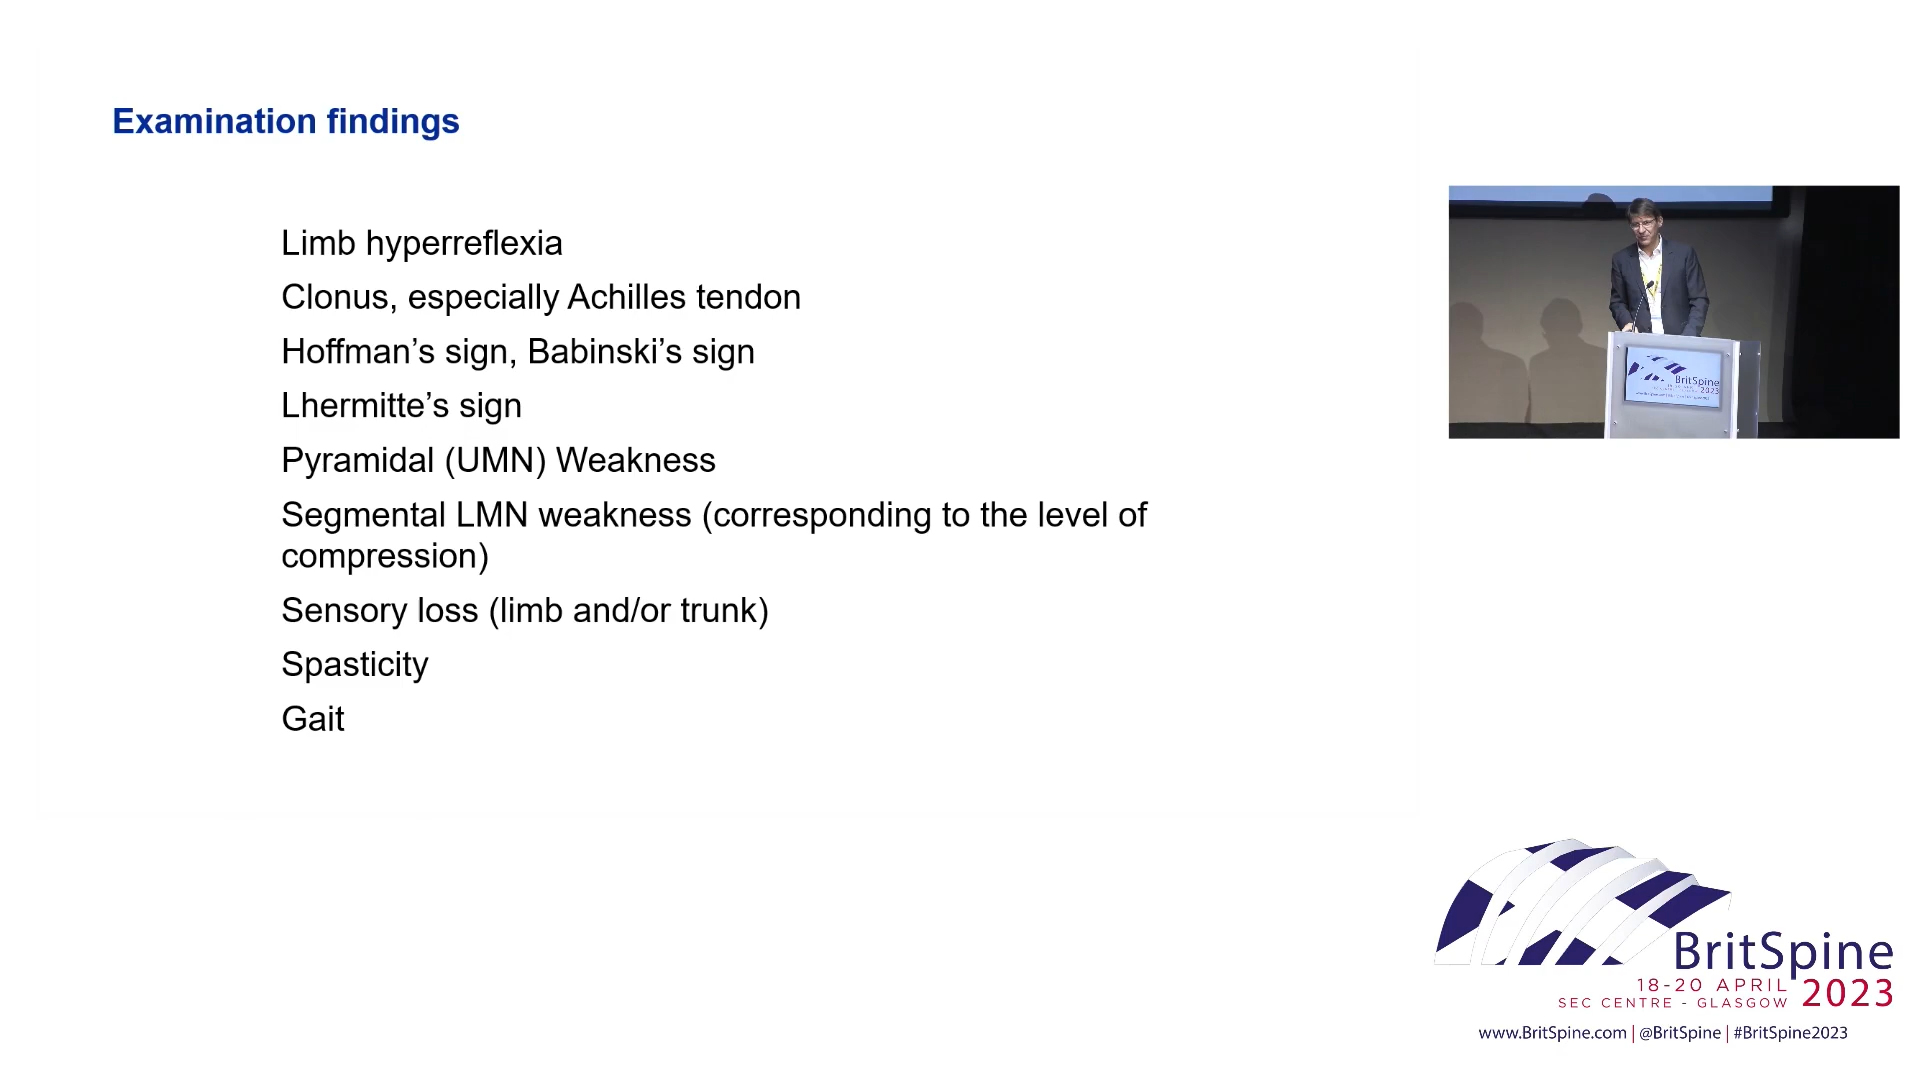 Examination findings
Limb hyperreflexia
Clonus, especially Achilles tendon
Hoffman’s sign, Babinski’s sign
Lhermitte’s sign
Pyramidal (UMN) Weakness
Segmental LMN weakness (corresponding to the level of
compression)
Sensory loss (limb and/or trunk)
Spasticity
Gait
BritSpine
2023
BritSpine
18-20 APRIL 2023
SEC CENTRE - GLASGOW
www.BritSpine.com | @BritSpine | #BritSpine2023